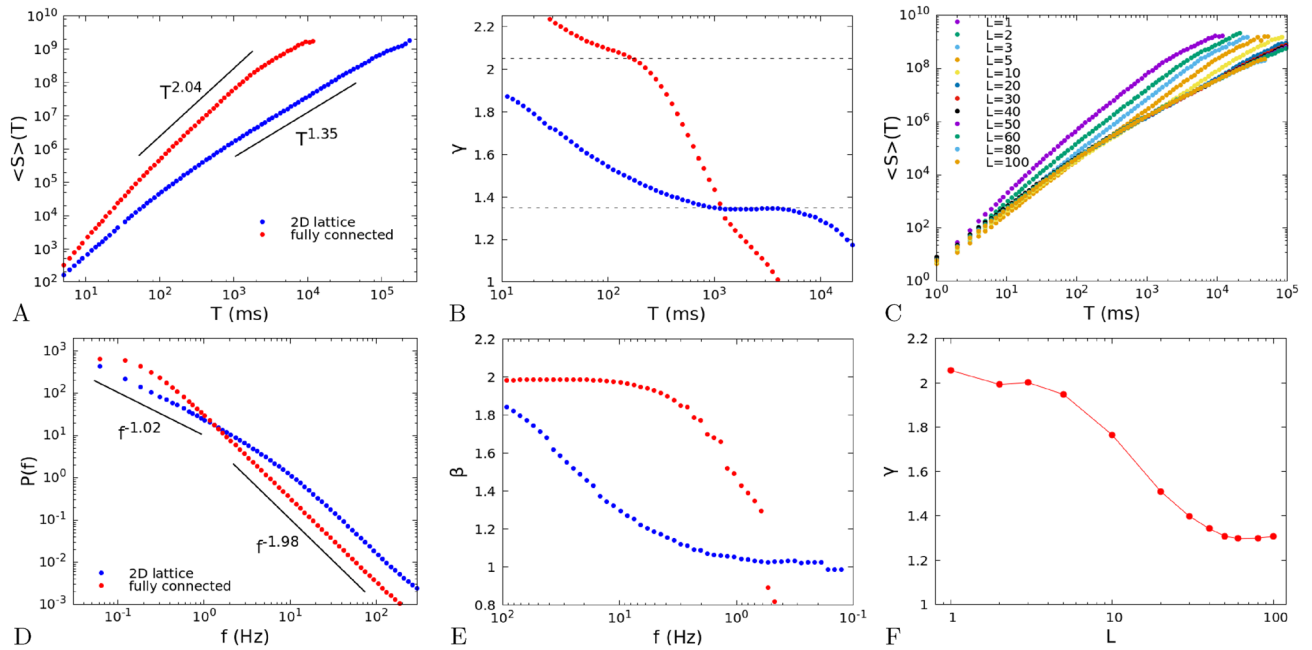 10^10
10^9
10^8
10^7
10^6
10^5
10^4
10^3
10^2
<S>(T)
T^2.04
T^1.35
2D lattice
fully connected
10^1 10^2 10^3 10^4 10^5
T (ms)
A
2.2
2
1.8
1.6
1.4
1.2
1
γ
10^1 10^2 10^3 10^4
T (ms)
B
10^10
10^8
10^6
10^4
10^2
10^0
<S>(T)
L=1
L=2
L=3
L=5
L=10
L=20
L=30
L=40
L=50
L=60
L=80
L=100
10^0 10^1 10^2 10^3 10^4 10^5
T (ms)
C
10^3
10^2
10^1
10^0
10^-1
10^-2
10^-3
P(f)
f^-1.02
f^-1.98
2D lattice
fully connected
10^-1 10^0 10^1 10^2
f (Hz)
D
2.2
2
1.8
1.6
1.4
1.2
1
0.8
β
10^2 10^1 10^0 10^-1
f (Hz)
E
2.2
2
1.8
1.6
1.4
1.2
1
γ
1 10 100
L
F